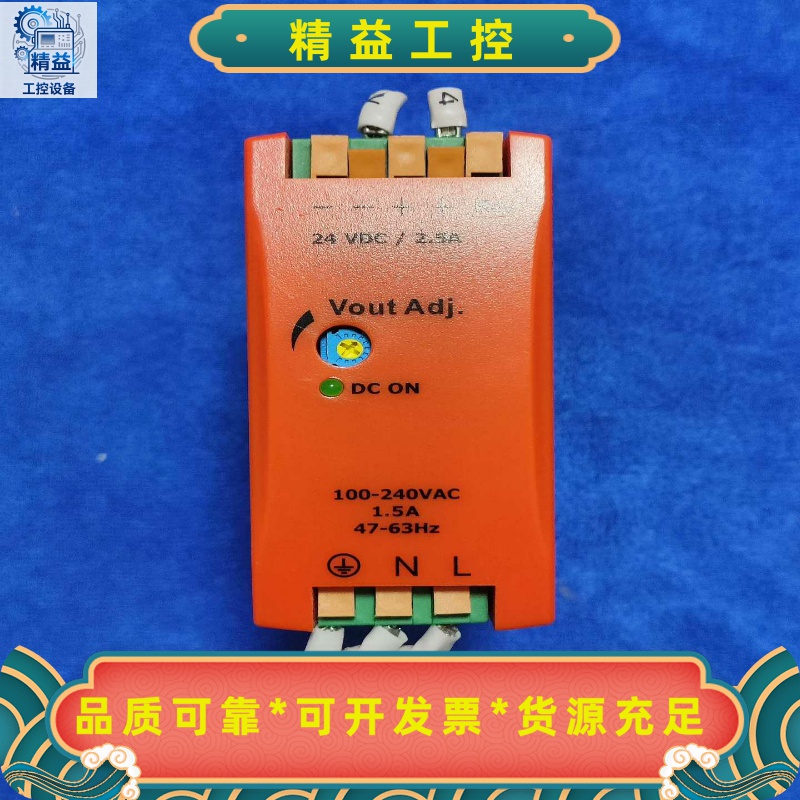 精益工控
精益
工控设备
4
24 VDC / 2.5A
Vout Adj.
DC ON
100-240VAC
1.5A
47-63Hz
N L
品质可靠*可开发票*货源充足